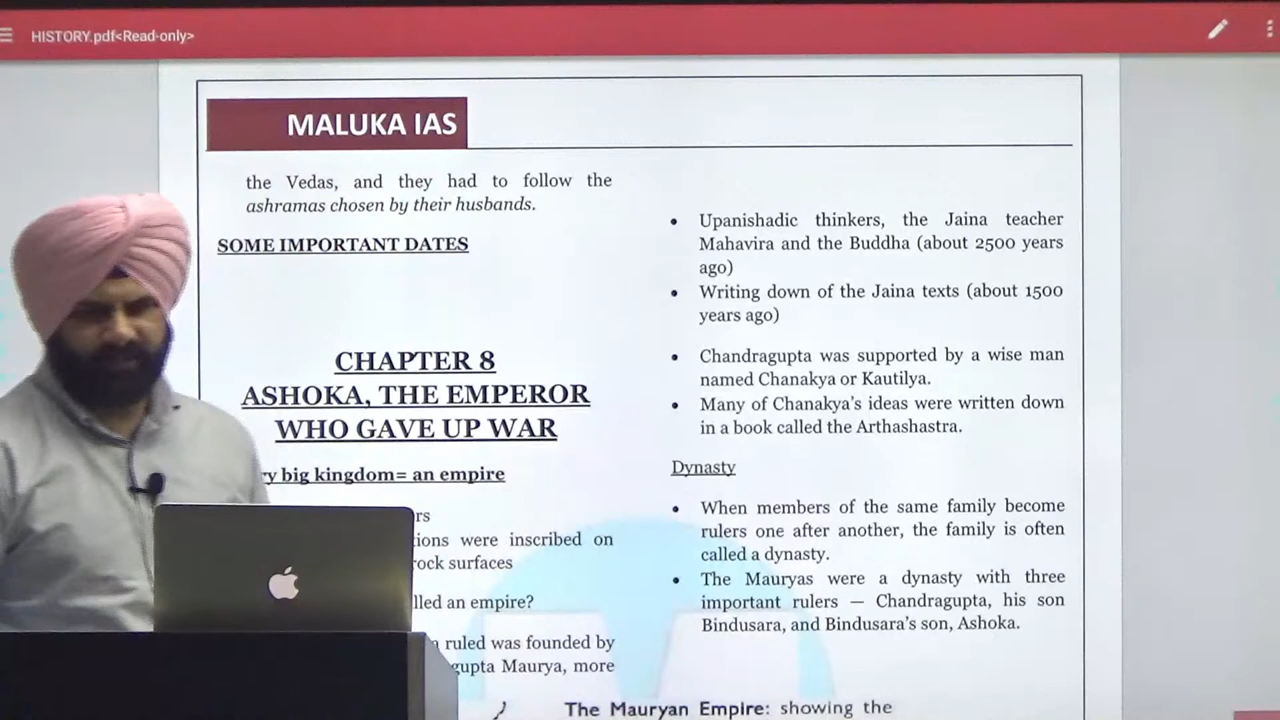 HISTORY.pdf<Read-only>
MALUKA IAS
the Vedas, and they had to follow the
ashramas chosen by their husbands.
SOME IMPORTANT DATES
CHAPTER 8
ASHOKA, THE EMPEROR
WHO GAVE UP WAR
big kingdom= an empire
were inscribed on
surfaces
an empire?
ruled was founded by
Maurya, more
• Upanishadic thinkers, the Jaina teacher
Mahavira and the Buddha (about 2500 years
ago)
• Writing down of the Jaina texts (about 1500
years ago)
• Chandragupta was supported by a wise man
named Chanakya or Kautilya.
• Many of Chanakya’s ideas were written down
in a book called the Arthashastra.
Dynasty
• When members of the same family become
rulers one after another, the family is often
called a dynasty.
• The Mauryas were a dynasty with three
important rulers — Chandragupta, his son
Bindusara, and Bindusara’s son, Ashoka.
The Mauryan Empire: showing the